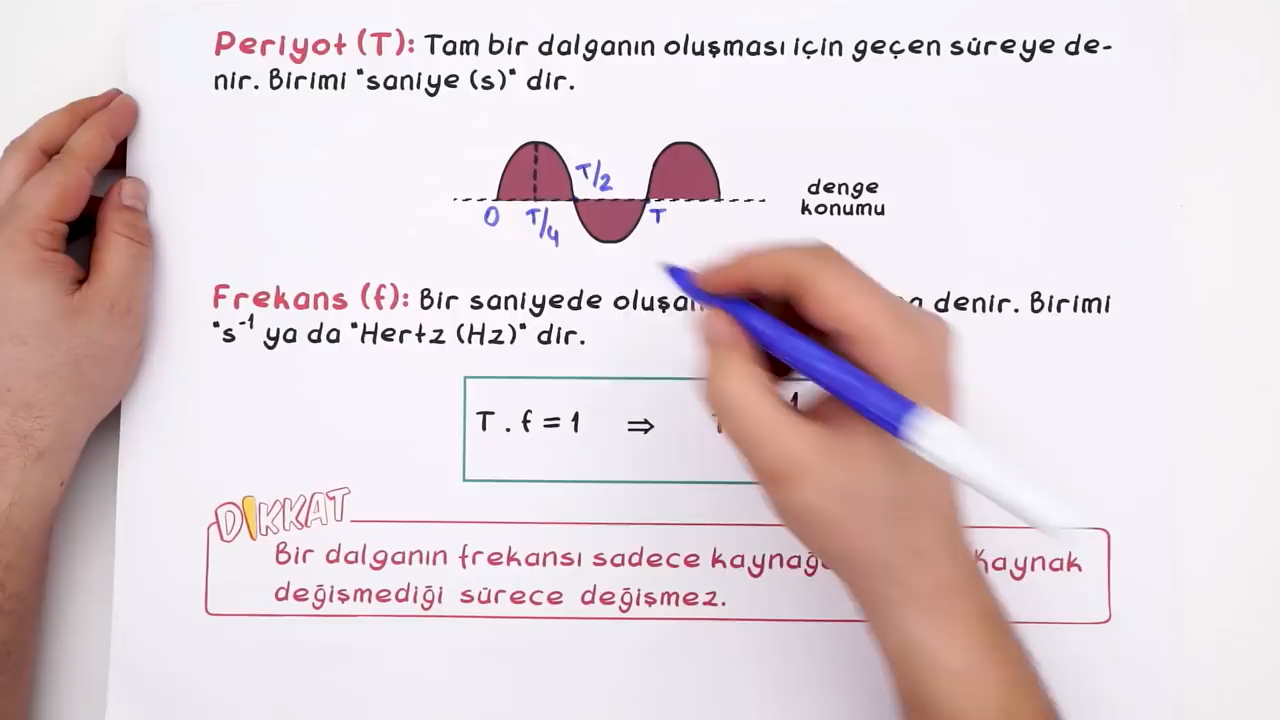 Periyot (T): Tam bir dalganın oluşması için geçen süreye de-
nir. Birimi "saniye (s)" dir.
T/2
denge
konumu
0 T/4 T
Frekans (f): Bir saniyede denir. Birimi
"s⁻¹ ya da "Hertz (Hz)" dir.
T . f = 1 ⇒ 1
DİKKAT
Bir dalganın frekansı sadece Kaynak
değişmediği sürece değişmez.